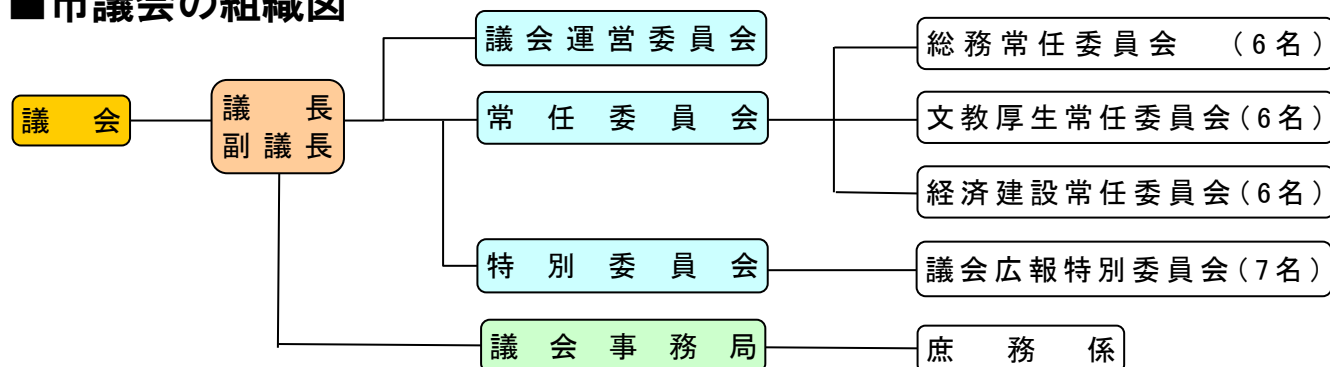 ■市議会の組織図
議会運営委員会
総務常任委員会 (6名)
議会
議長
副議長
常任委員会
文教厚生常任委員会(6名)
経済建設常任委員会(6名)
特別委員会
議会広報特別委員会(7名)
議会事務局
庶務係